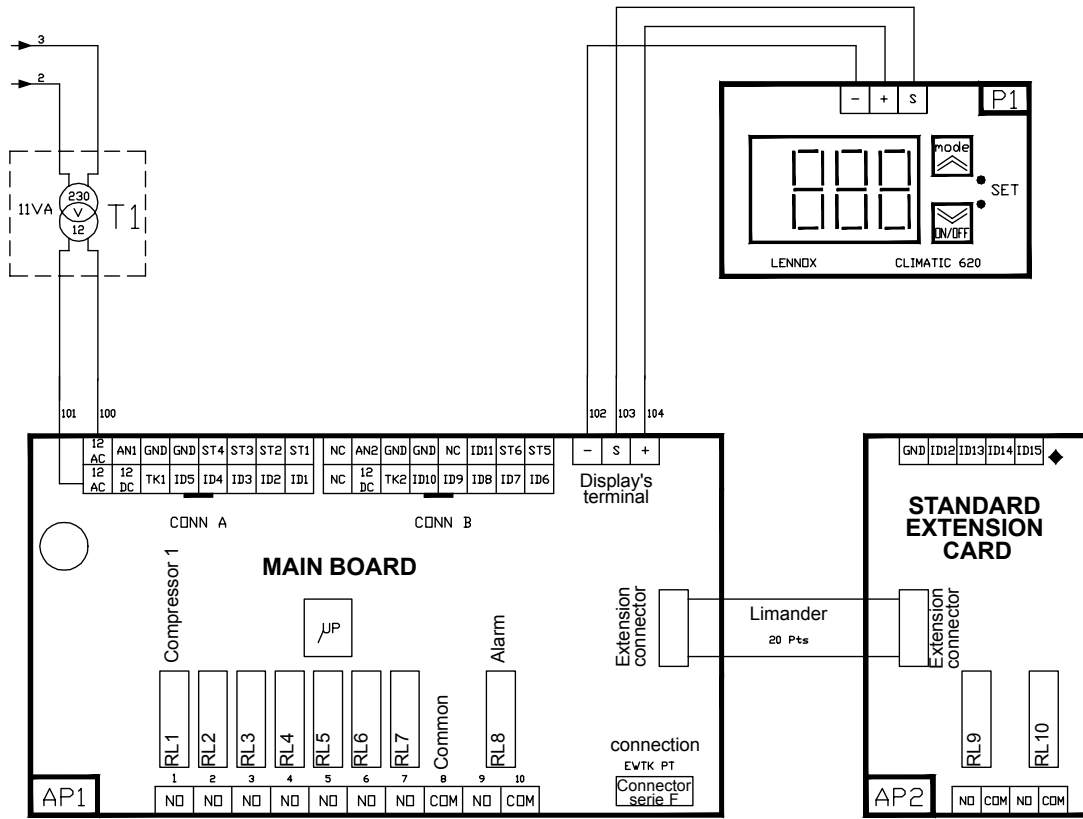 3
2
- + S
P1
mode
SET
ON/OFF
LENNOX CLIMATIC 620
11VA
230
V
12
T1
101 100
102 103 104
12 AC AN1 GND GND ST4 ST3 ST2 ST1
NC AN2 GND GND NC ID11 ST6 ST5
- S +
12 AC 12 DC TK1 ID5 ID4 ID3 ID2 ID1
NC 12 DC TK2 ID10 ID9 ID8 ID7 ID6
Display's
terminal
CONN A
CONN B
GND ID12 ID13 ID14 ID15
STANDARD
EXTENSION
CARD
MAIN BOARD
µP
Compressor 1
Common
Alarm
Extension
connector
Limander
20 Pts
Extension
connector
RL1
RL2
RL3
RL4
RL5
RL6
RL7
RL8
RL9
RL10
connection
EWTK PT
Connector
serie F
1 2 3 4 5 6 7 8 9 10
AP1
NO NO NO NO NO NO NO COM NO COM
AP2
NO COM NO COM